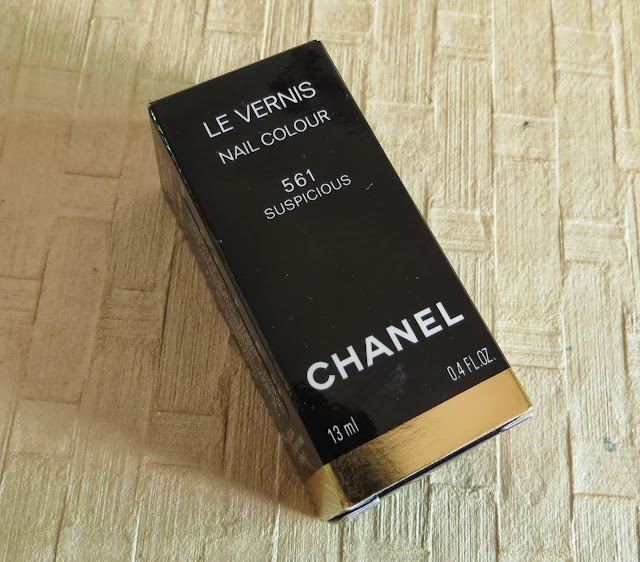 LE VERNIS
NAIL COLOUR
561
SUSPICIOUS
CHANEL
13 ml 0.4 FL.OZ.